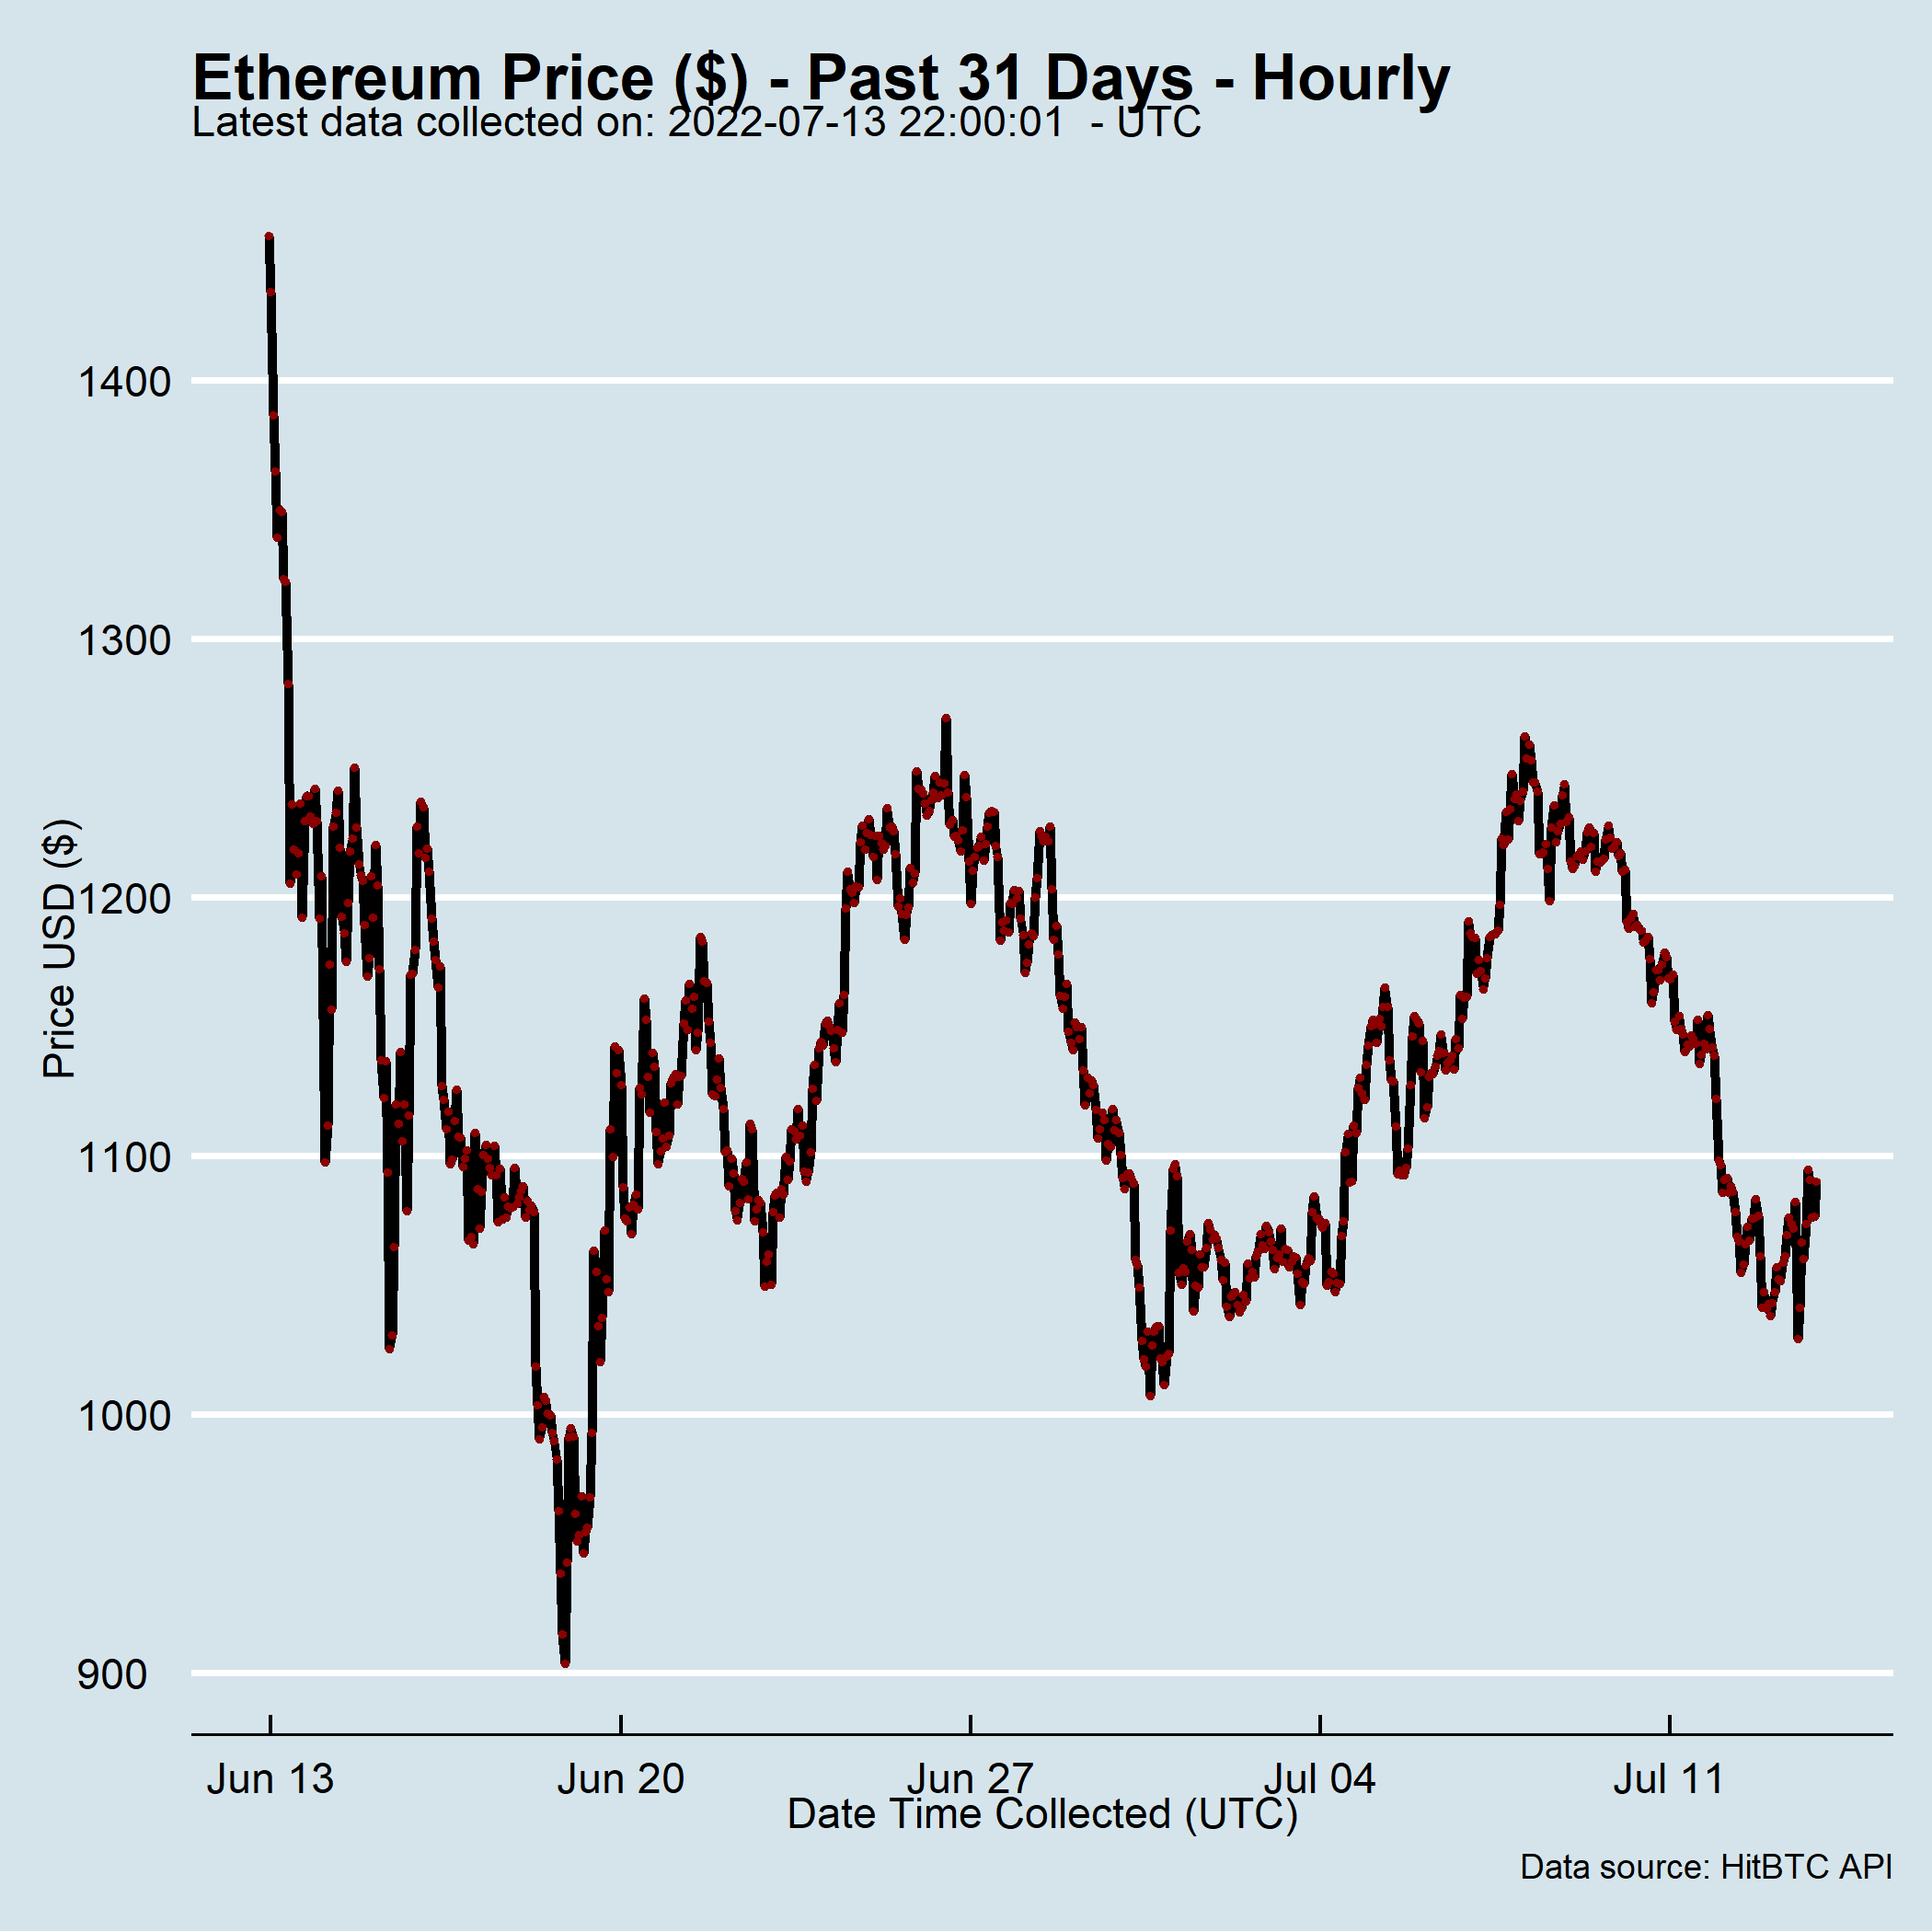 Ethereum Price ($) - Past 31 Days - Hourly
Latest data collected on: 2022-07-13 22:00:01  - UTC
1400
1300
1200
1100
1000
900
Price USD ($)
Jun 13
Jun 20
Jun 27
Jul 04
Jul 11
Date Time Collected (UTC)
Data source: HitBTC API